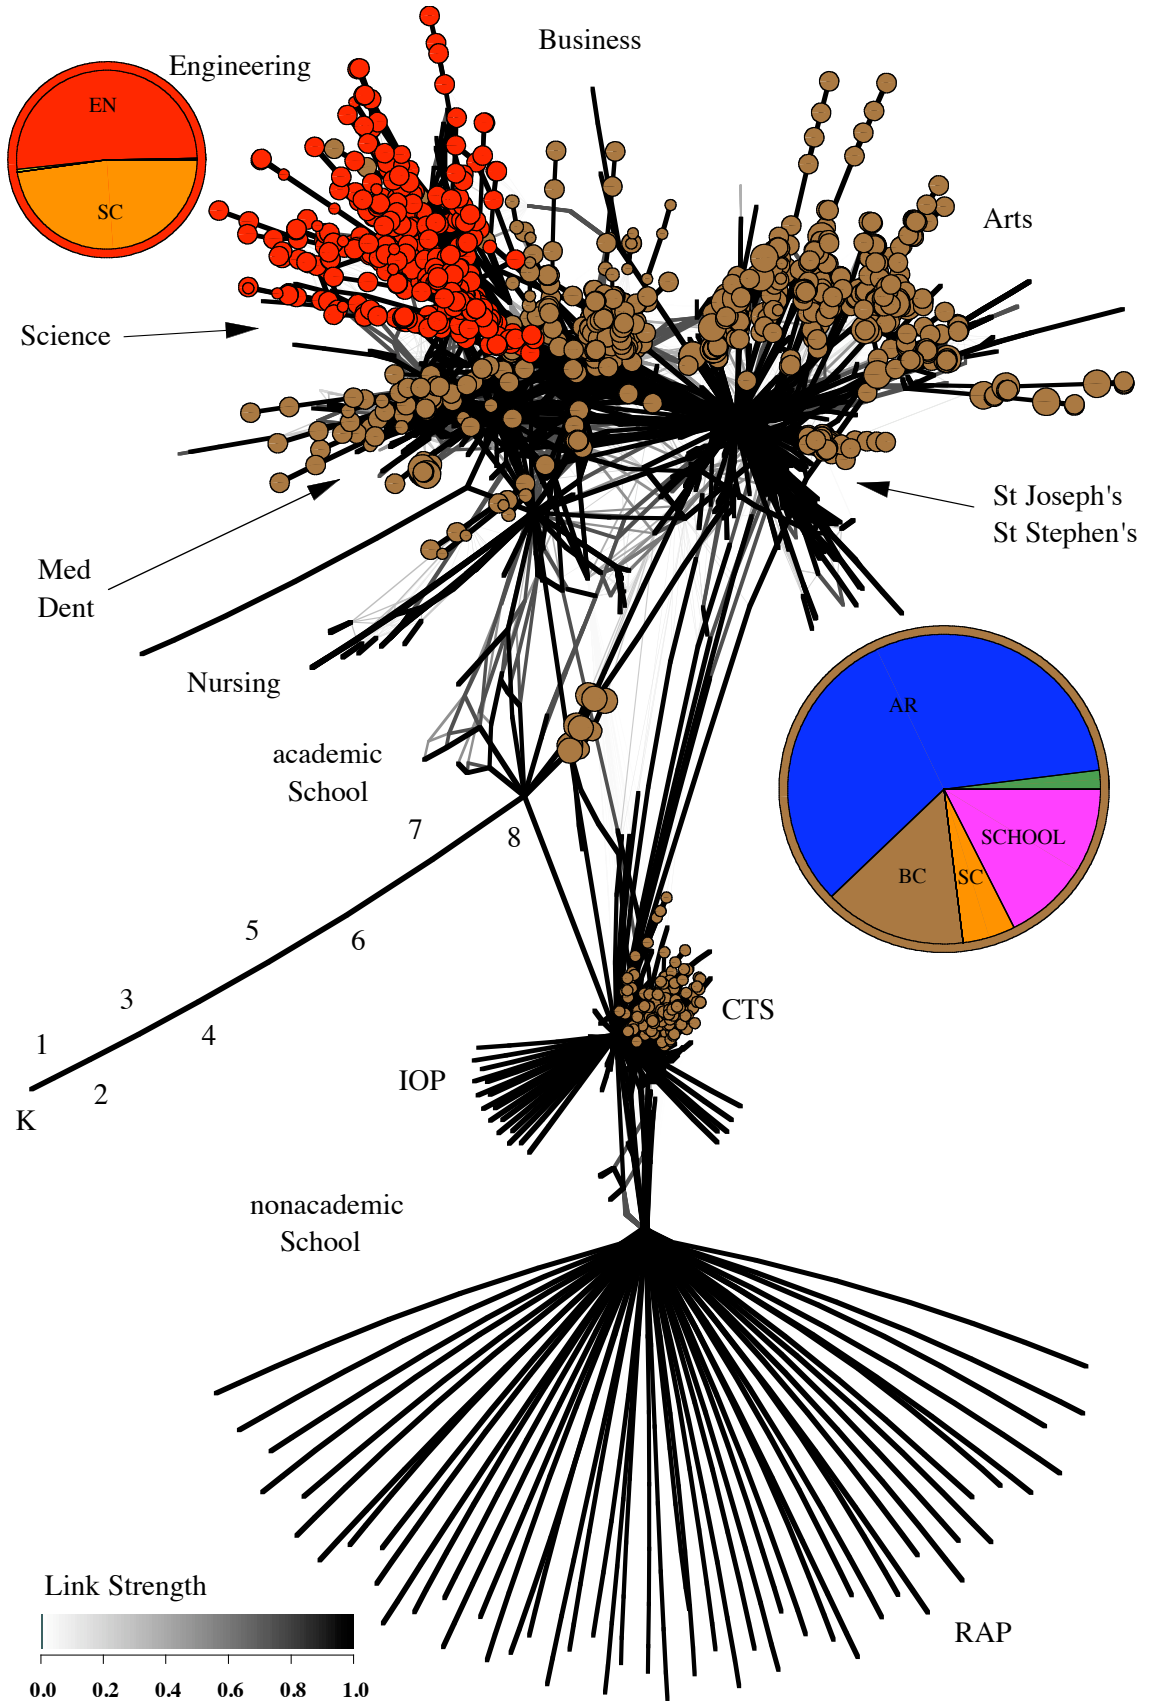 Business
Engineering
EN
SC
Arts
Science
St Joseph's
St Stephen's
Med
Dent
Nursing
AR
SCHOOL
BC
SC
academic
School
7
8
5
6
3
4
1
2
K
CTS
IOP
nonacademic
School
RAP
Link Strength
0.0 0.2 0.4 0.6 0.8 1.0